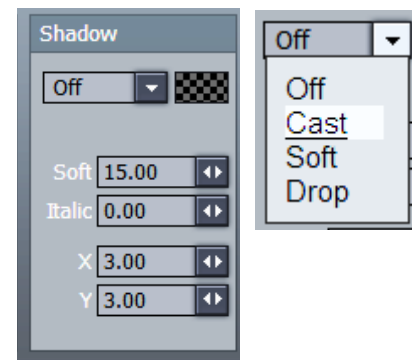 Shadow
Off
Soft 15.00
Italic 0.00
X 3.00
Y 3.00
Off
Off
Cast
Soft
Drop